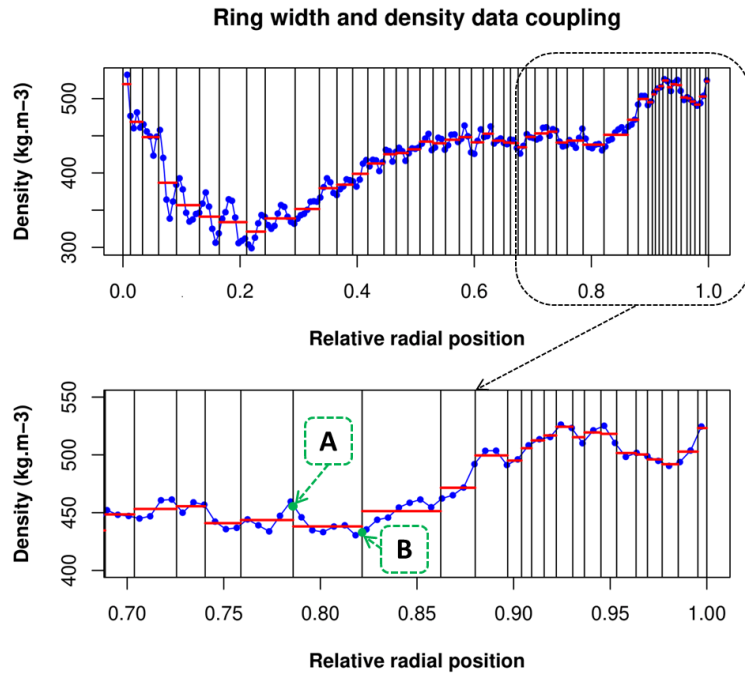 Ring width and density data coupling
Density (kg.m−3)
500
400
300
0.0 0.2 0.4 0.6 0.8 1.0
Relative radial position
Density (kg.m−3)
550
500
450
400
A
B
0.70 0.75 0.80 0.85 0.90 0.95 1.00
Relative radial position